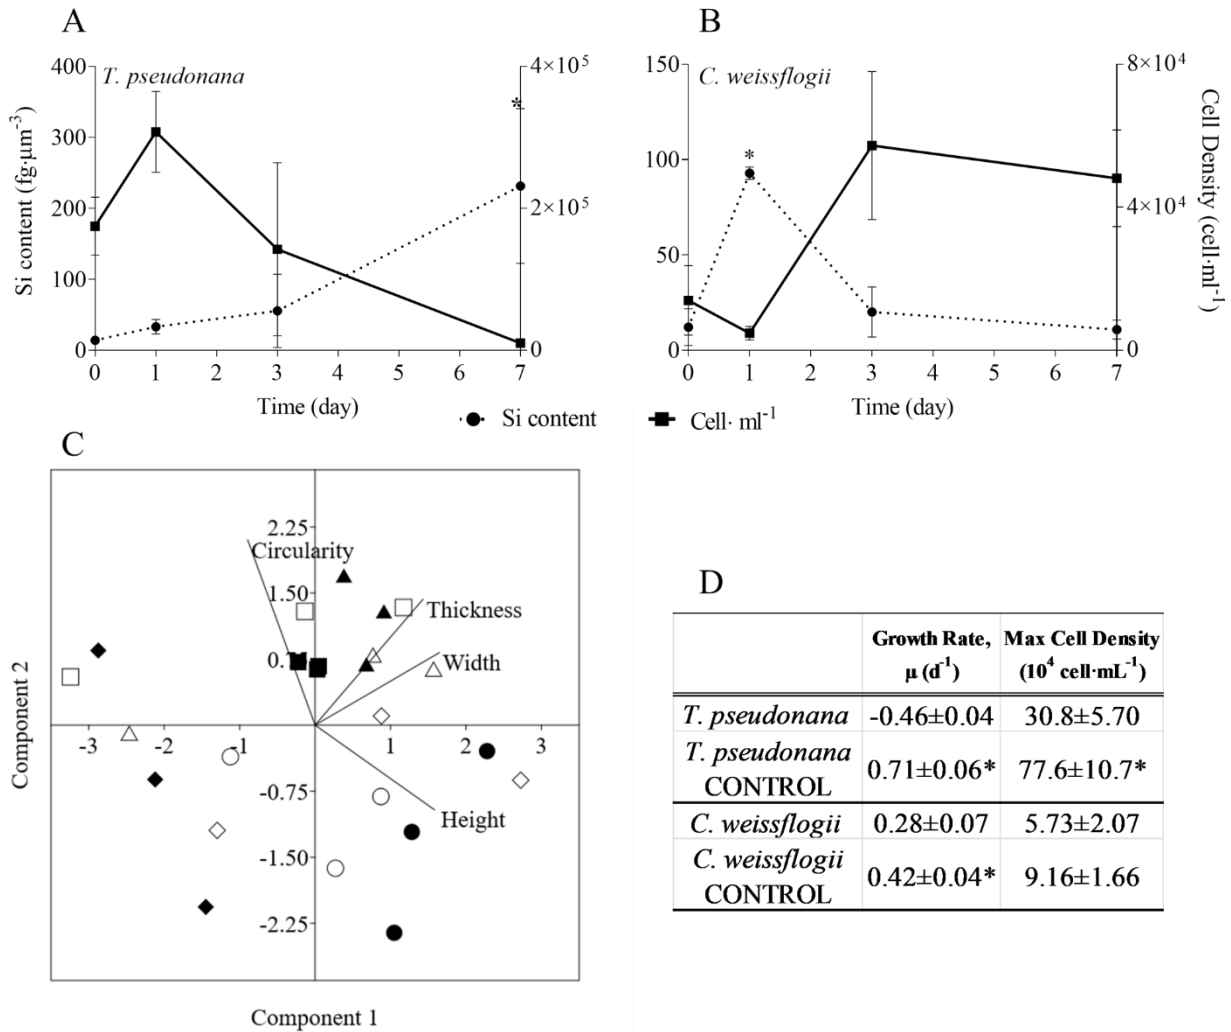 A
B
T. pseudonana
Si content (fg·μm⁻³)
400
300
200
100
0
4×10⁵
2×10⁵
0
*
0 1 2 3 4 5 6 7
Time (day)
C. weissflogii
150
100
50
0
8×10⁴
4×10⁴
0
*
Cell Density (cell·ml⁻¹)
0 1 2 3 4 5 6 7
Time (day)
Si content
Cell· ml⁻¹
C
2.25
Circularity
1.50
Thickness
0.7
Width
-3 -2 -1 1 2 3
-0.75
Height
-1.50
-2.25
Component 2
Component 1
D
Growth Rate, Max Cell Density
μ (d⁻¹) (10⁴ cell·mL⁻¹)
T. pseudonana -0.46±0.04 30.8±5.70
T. pseudonana
CONTROL 0.71±0.06* 77.6±10.7*
C. weissflogii 0.28±0.07 5.73±2.07
C. weissflogii
CONTROL 0.42±0.04* 9.16±1.66